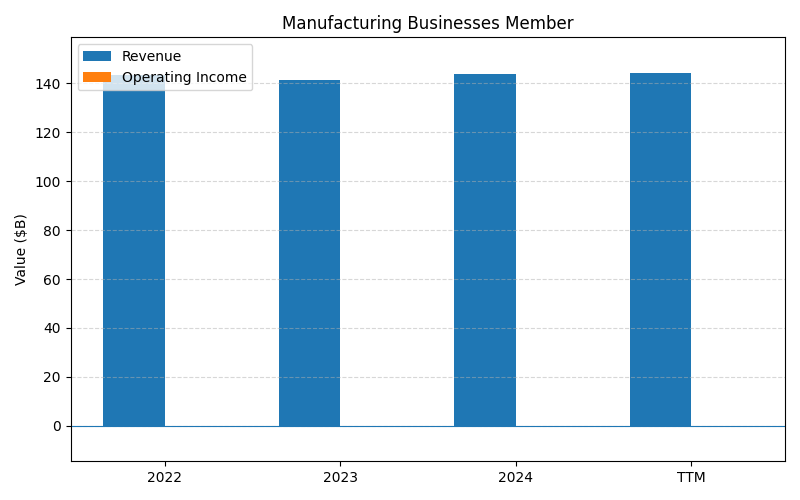 Manufacturing Businesses Member
Revenue
Operating Income
Value ($B)
140
120
100
80
60
40
20
0
2022 2023 2024 TTM